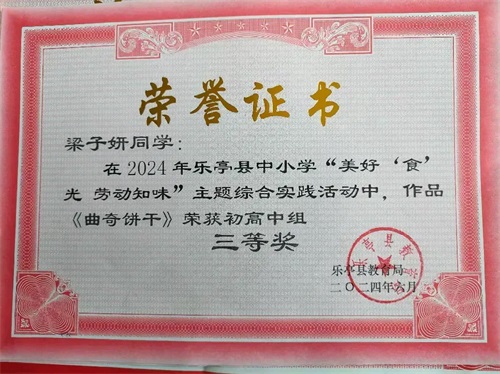 荣誉证书
梁子妍同学:
在2024年乐亭县中小学“美好‘食’
光 劳动知味”主题综合实践活动中，作品
《曲奇饼干》荣获初高中组
三等奖
乐亭县教育局
二〇二四年六月